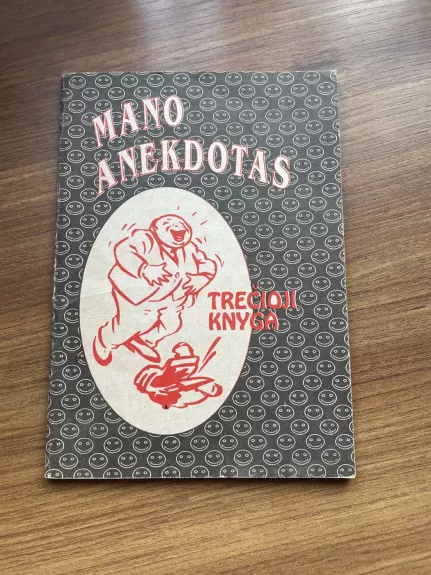 MANO
ANEKDOTAS
TREČIOJI
KNYGA